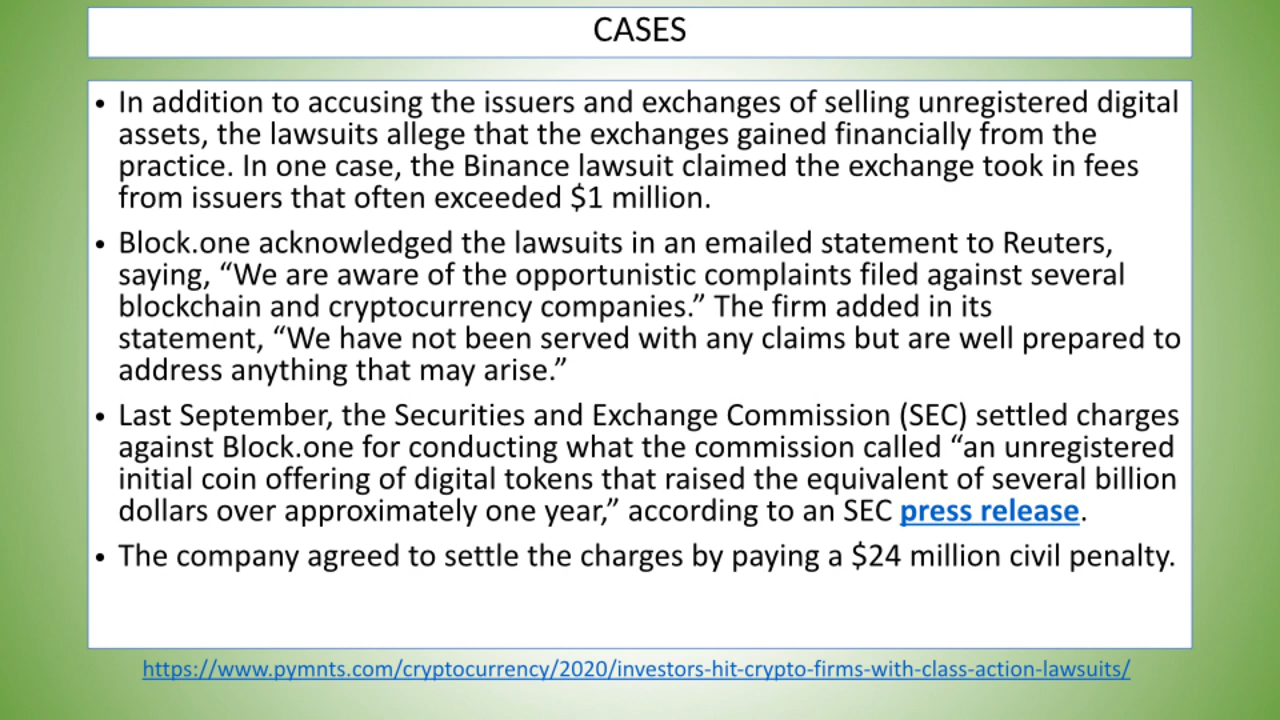 CASES
• In addition to accusing the issuers and exchanges of selling unregistered digital
assets, the lawsuits allege that the exchanges gained financially from the
practice. In one case, the Binance lawsuit claimed the exchange took in fees
from issuers that often exceeded $1 million.
• Block.one acknowledged the lawsuits in an emailed statement to Reuters,
saying, “We are aware of the opportunistic complaints filed against several
blockchain and cryptocurrency companies.” The firm added in its
statement, “We have not been served with any claims but are well prepared to
address anything that may arise.”
• Last September, the Securities and Exchange Commission (SEC) settled charges
against Block.one for conducting what the commission called “an unregistered
initial coin offering of digital tokens that raised the equivalent of several billion
dollars over approximately one year,” according to an SEC press release.
• The company agreed to settle the charges by paying a $24 million civil penalty.
https://www.pymnts.com/cryptocurrency/2020/investors-hit-crypto-firms-with-class-action-lawsuits/